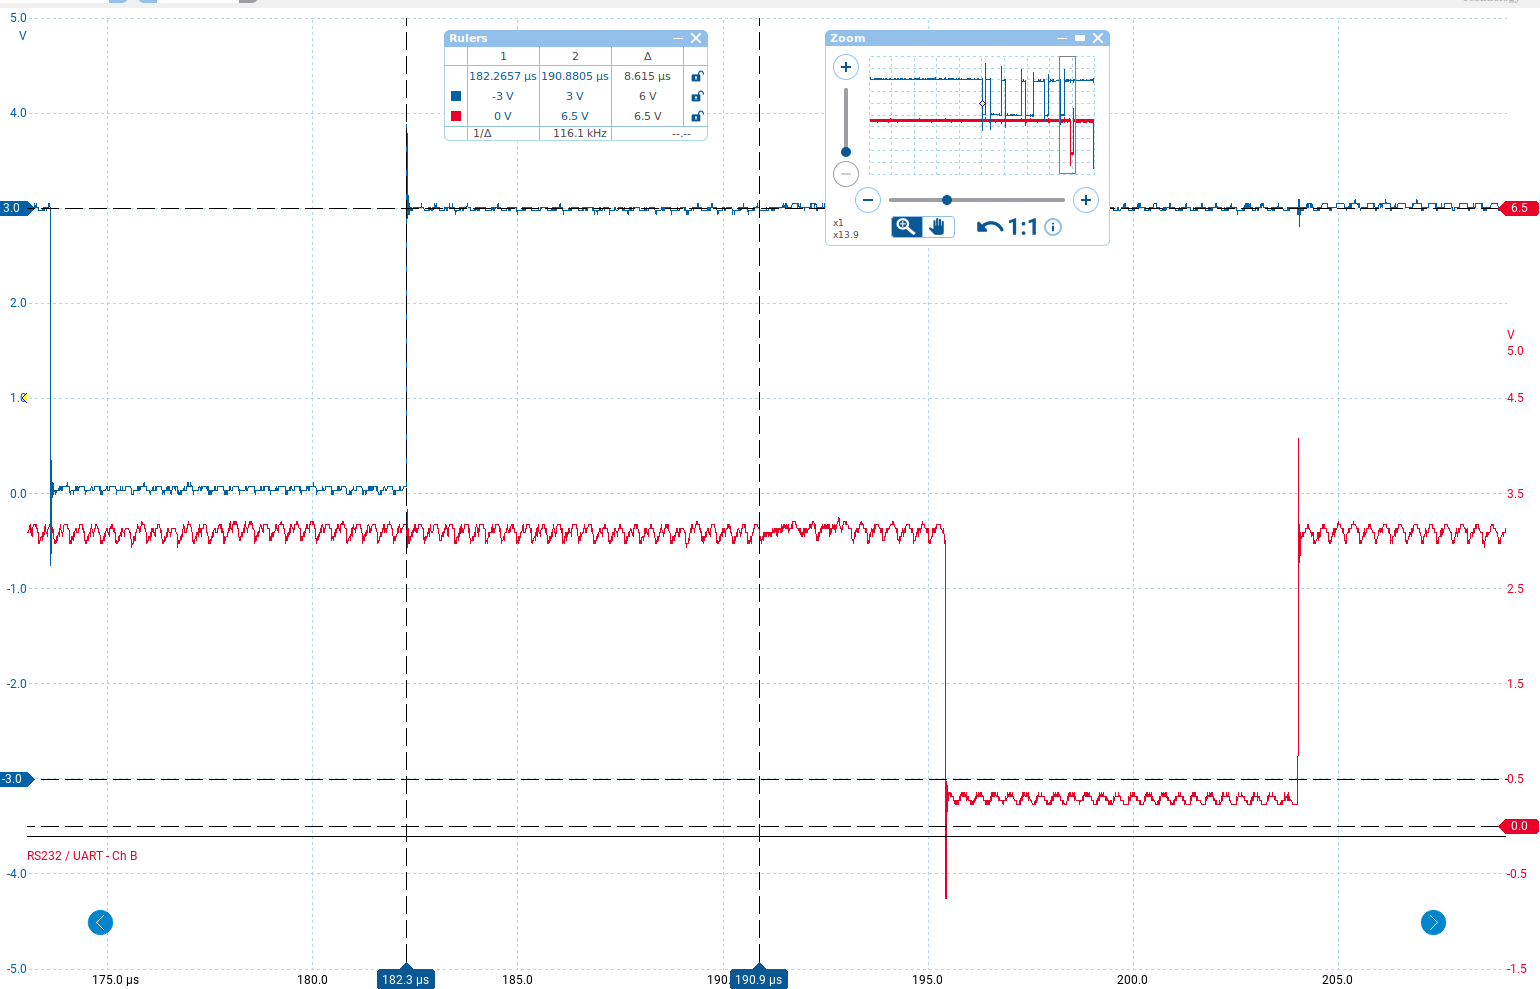 5.0
V
4.0
3.0
2.0
1.0
0.0
-1.0
-2.0
-3.0
-4.0
-5.0
Rulers
1 2 Δ
182.2657 µs 190.8805 µs 8.615 µs
-3 V 3 V 6 V
0 V 6.5 V 6.5 V
1/Δ 116.1 kHz --.--
Zoom
x1
x13.9
1:1
6.5
V
5.0
4.5
3.5
2.5
1.5
0.5
0.0
-0.5
-1.5
RS232 / UART - Ch B
175.0 µs 180.0 182.3 µs 185.0 190. 190.9 µs 195.0 200.0 205.0